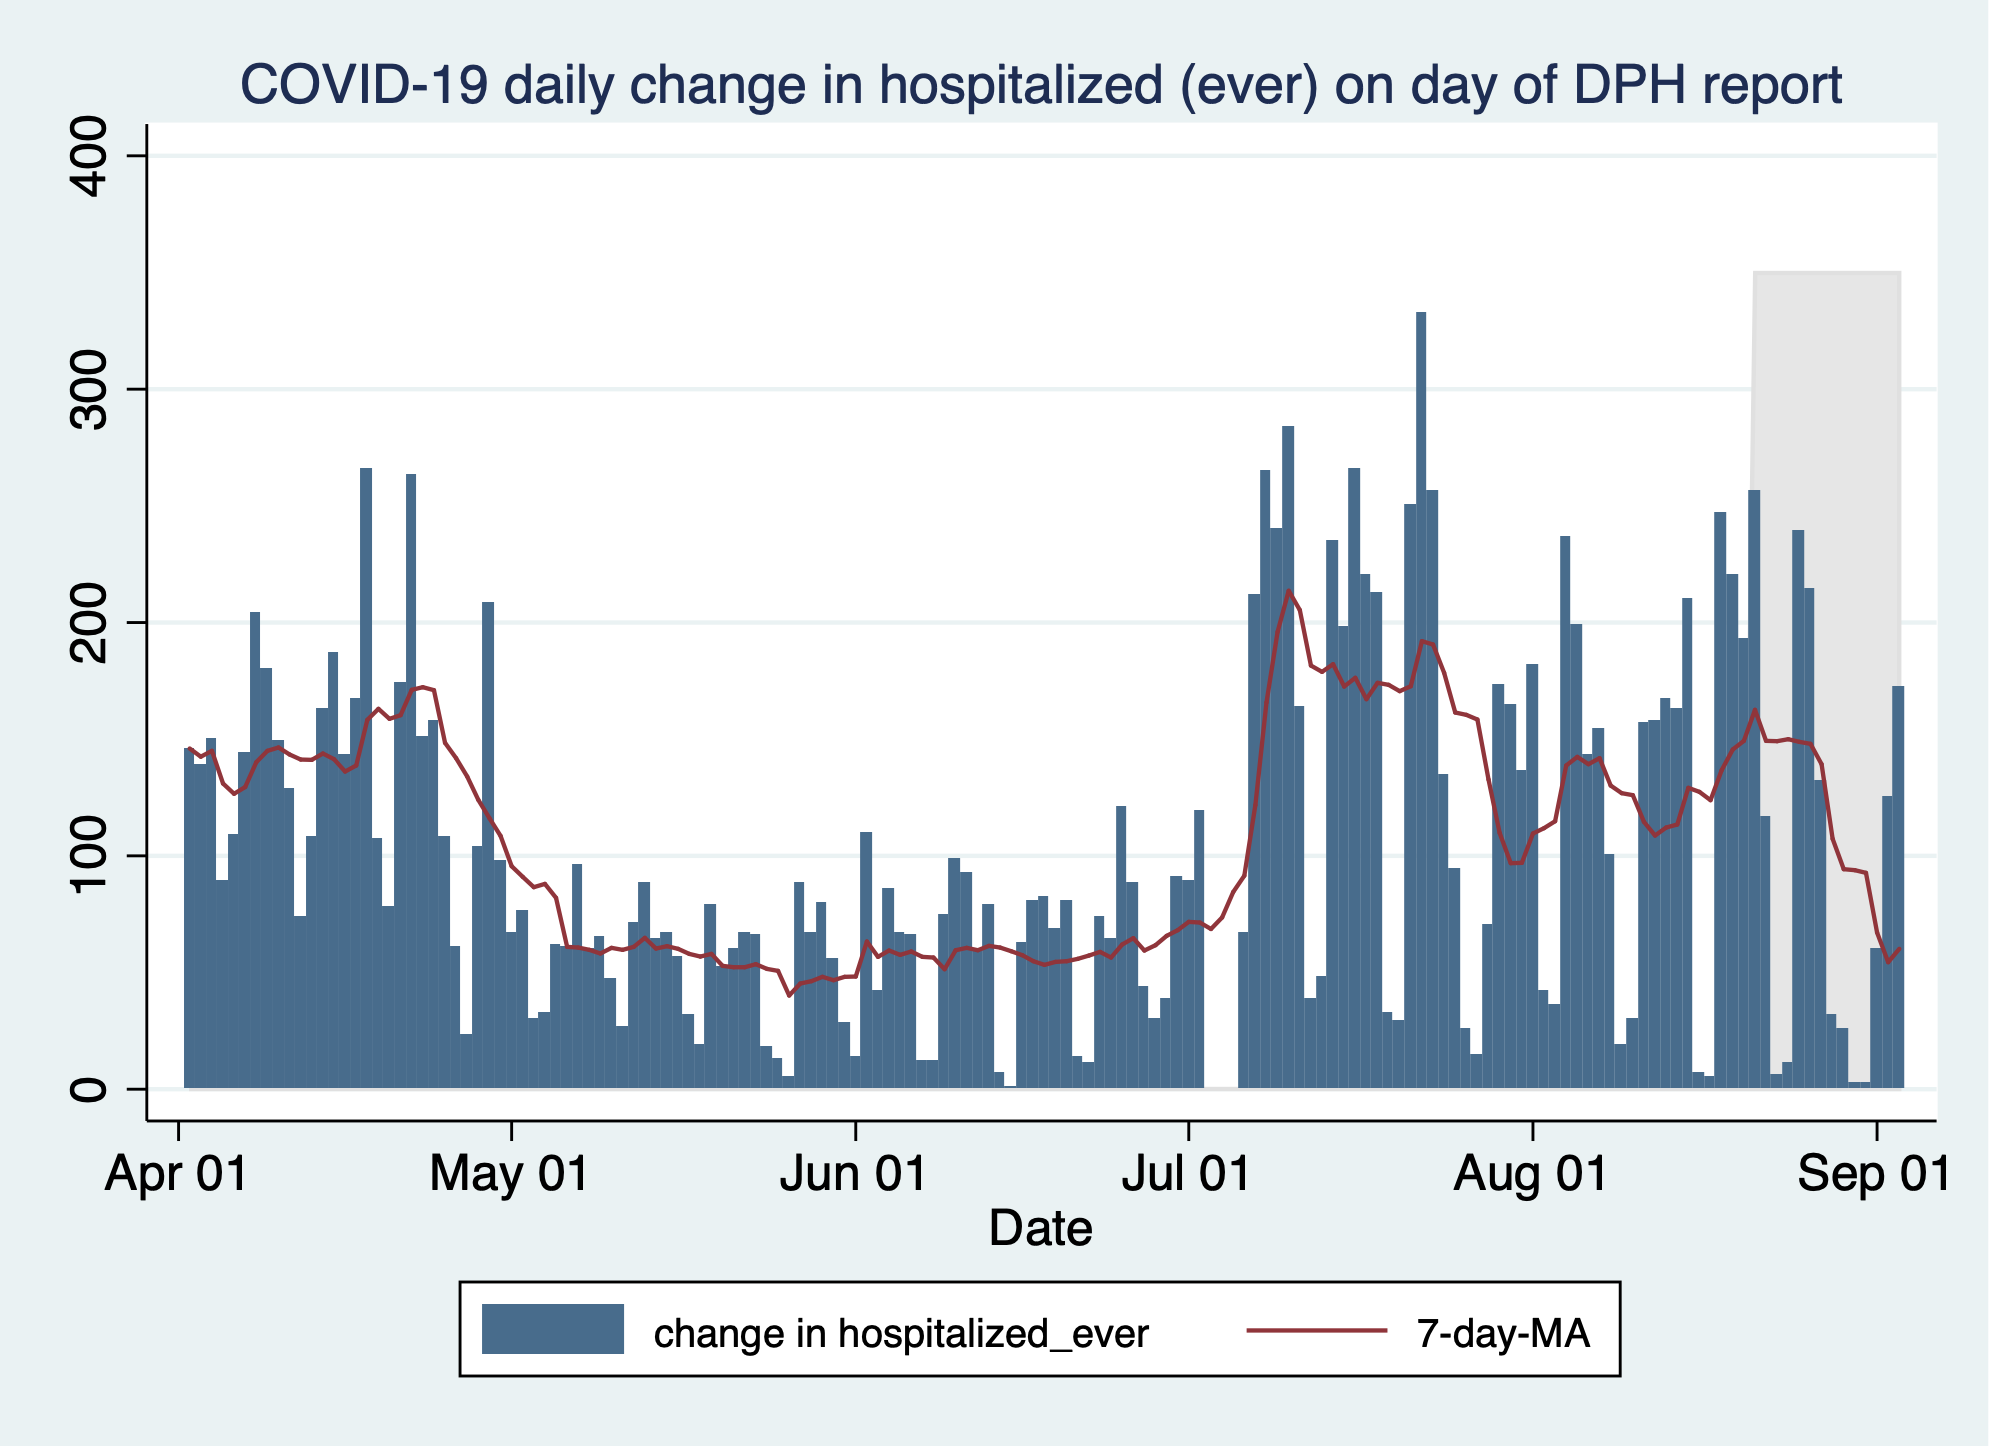 COVID-19 daily change in hospitalized (ever) on day of DPH report
400
300
200
100
0
Apr 01 May 01 Jun 01 Jul 01 Aug 01 Sep 01
Date
change in hospitalized_ever 7-day-MA